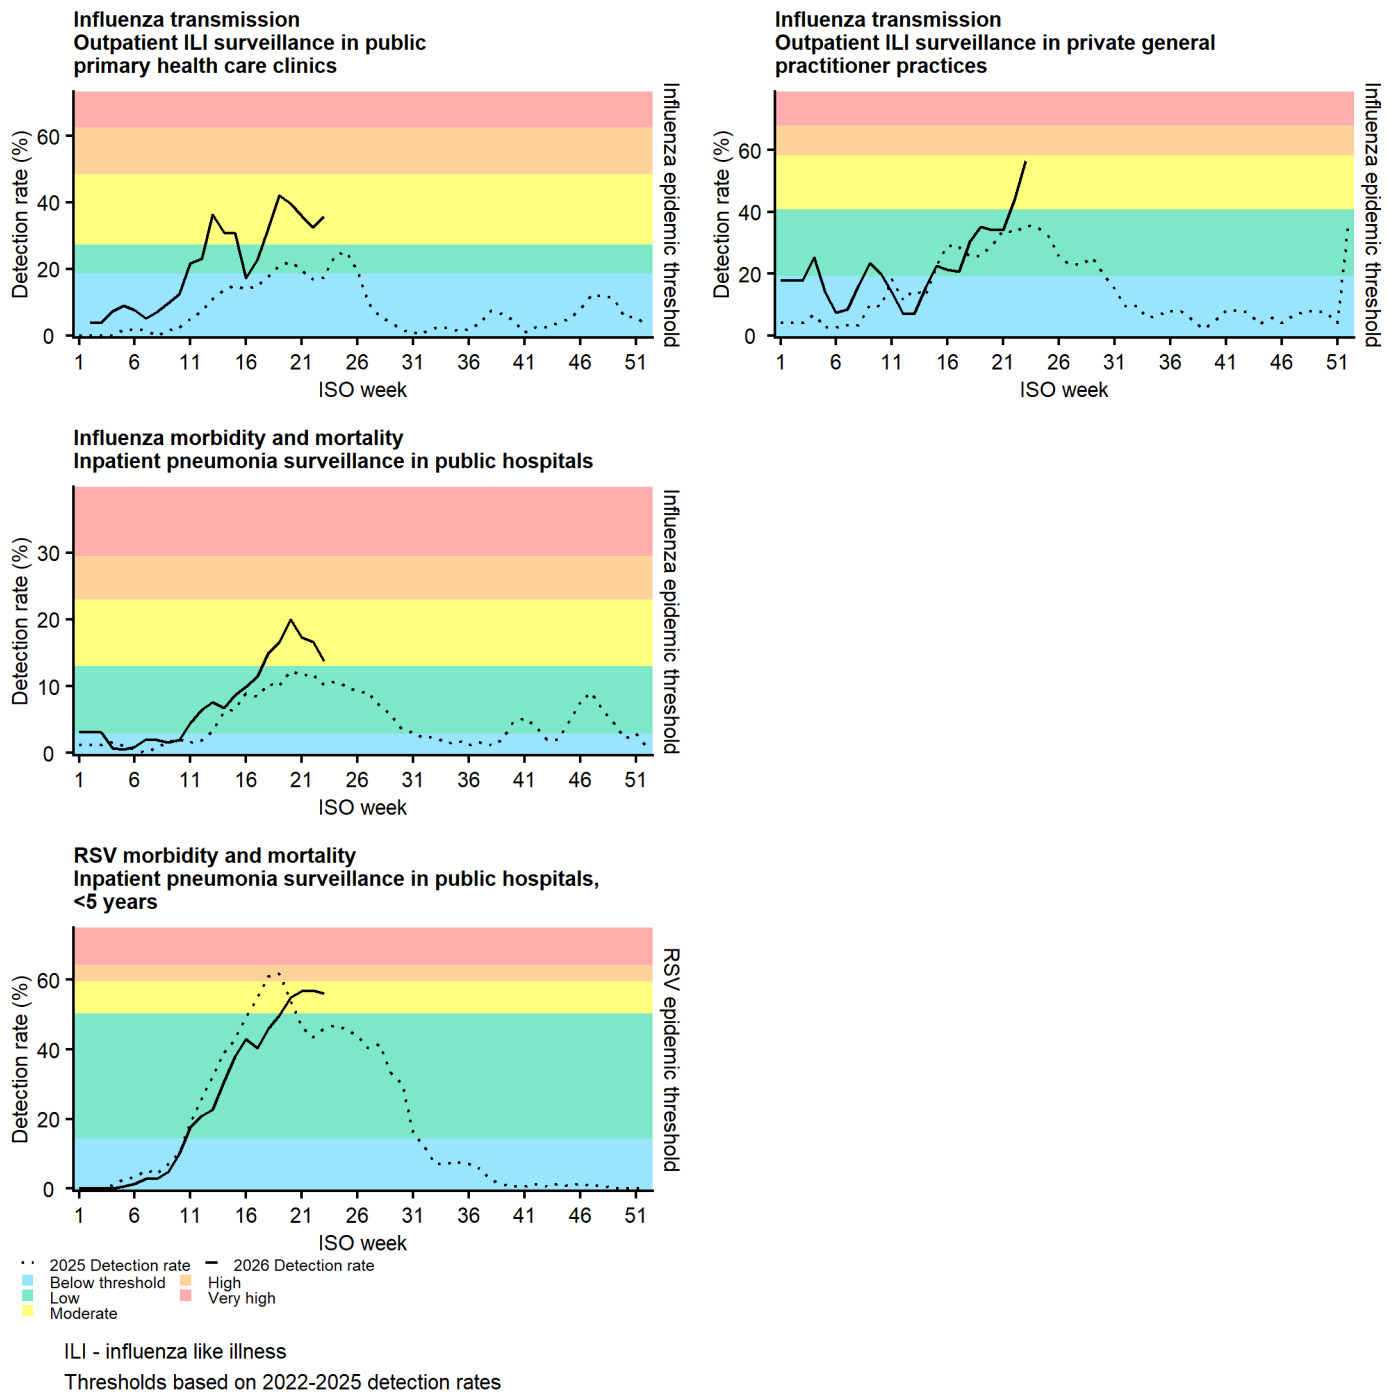 Influenza transmission
Outpatient ILI surveillance in public
primary health care clinics
Detection rate (%)
60
40
20
0
1 6 11 16 21 26 31 36 41 46 51
ISO week
Influenza epidemic threshold
Influenza transmission
Outpatient ILI surveillance in private general
practitioner practices
Detection rate (%)
60
40
20
0
1 6 11 16 21 26 31 36 41 46 51
ISO week
Influenza epidemic threshold
Influenza morbidity and mortality
Inpatient pneumonia surveillance in public hospitals
Detection rate (%)
30
20
10
0
1 6 11 16 21 26 31 36 41 46 51
ISO week
Influenza epidemic threshold
RSV morbidity and mortality
Inpatient pneumonia surveillance in public hospitals,
<5 years
Detection rate (%)
60
40
20
0
1 6 11 16 21 26 31 36 41 46 51
ISO week
RSV epidemic threshold
2025 Detection rate 2026 Detection rate
Below threshold High
Low Very high
Moderate
ILI - influenza like illness
Thresholds based on 2022-2025 detection rates